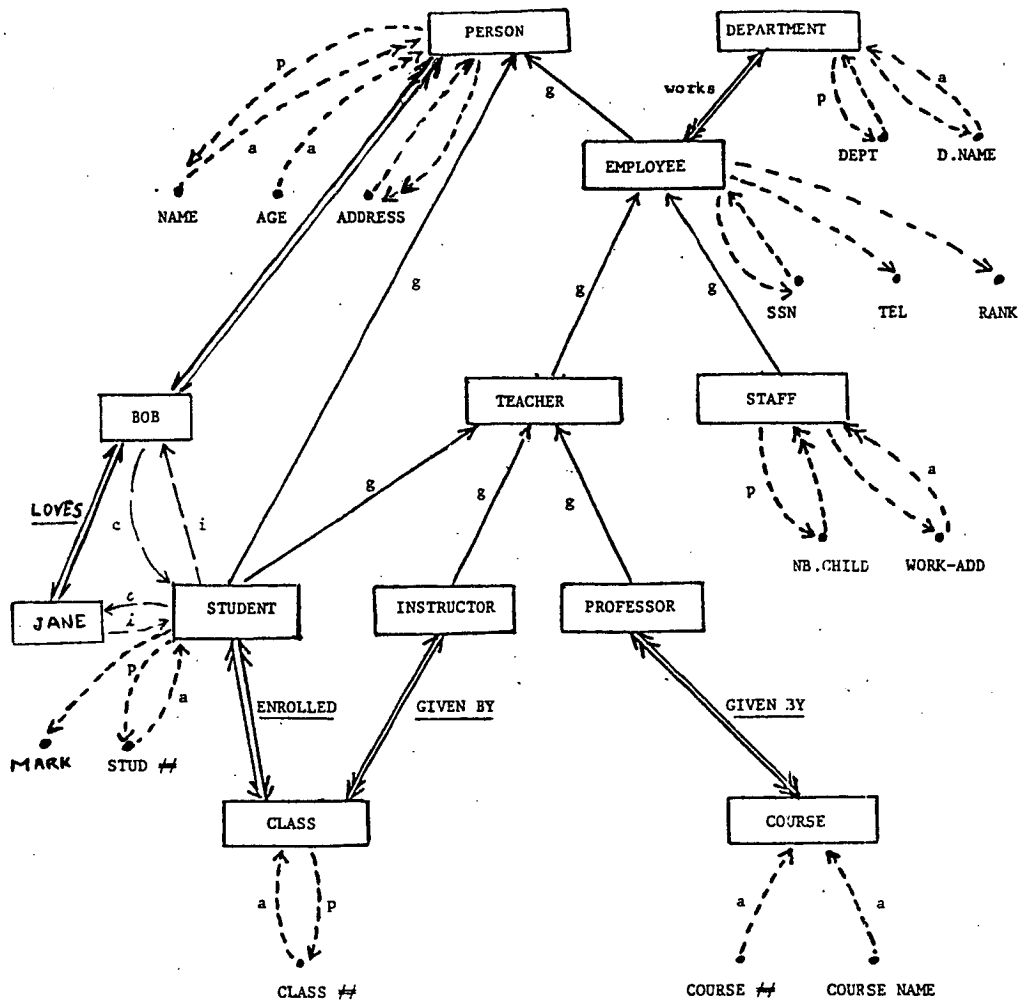 PERSON
DEPARTMENT
p
g
works
a
a
a
p
EMPLOYEE
DEPT
D.NAME
NAME
AGE
ADDRESS
g
g
g
SSN
TEL
RANK
BOB
TEACHER
STAFF
g
g
g
p
a
LOVES
c
i
NB.CHILD
WORK-ADD
JANE
c
i
STUDENT
INSTRUCTOR
PROFESSOR
p
a
ENROLLED
GIVEN BY
GIVEN BY
MARK
STUD #
CLASS
COURSE
a
p
a
a
CLASS #
COURSE #
COURSE NAME